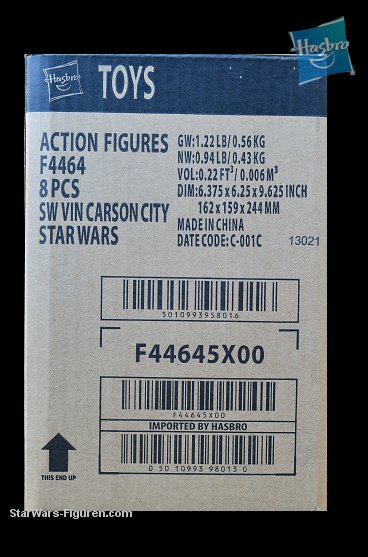 Hasbro
Hasbro TOYS
ACTION FIGURES
F4464
8 PCS
SW VIN CARSON CITY
STAR WARS
GW:1.22 LB/0.56 KG
NW:0.94 LB/0.43 KG
VOL:0.22 FT³/0.006 M³
DIM:6.375 x 6.25 x 9.625 INCH
162 x 159 x 244 MM
MADE IN CHINA
DATE CODE: C-001C
13021
5010993958016
F44645X00
F44645X00
IMPORTED BY HASBRO
0 50 10993 98013 0
THIS END UP
StarWars-Figuren.com